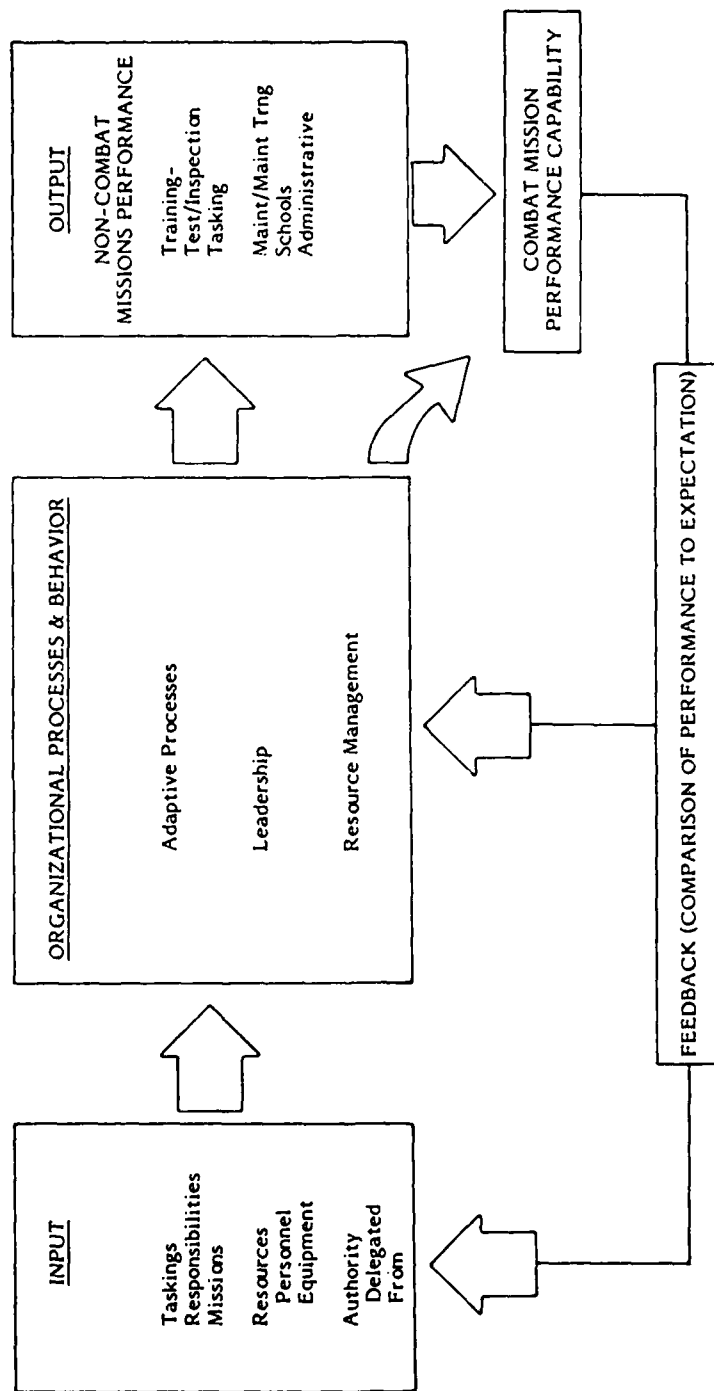 INPUT
Taskings
Responsibilities
Missions
Resources
Personnel
Equipment
Authority
Delegated
From
ORGANIZATIONAL PROCESSES & BEHAVIOR
Adaptive Processes
Leadership
Resource Management
OUTPUT
NON-COMBAT
MISSIONS PERFORMANCE
Training-
Test/Inspection
Tasking
Maint/Maint Trng
Schools
Administrative
COMBAT MISSION
PERFORMANCE CAPABILITY
FEEDBACK (COMPARISON OF PERFORMANCE TO EXPECTATION)